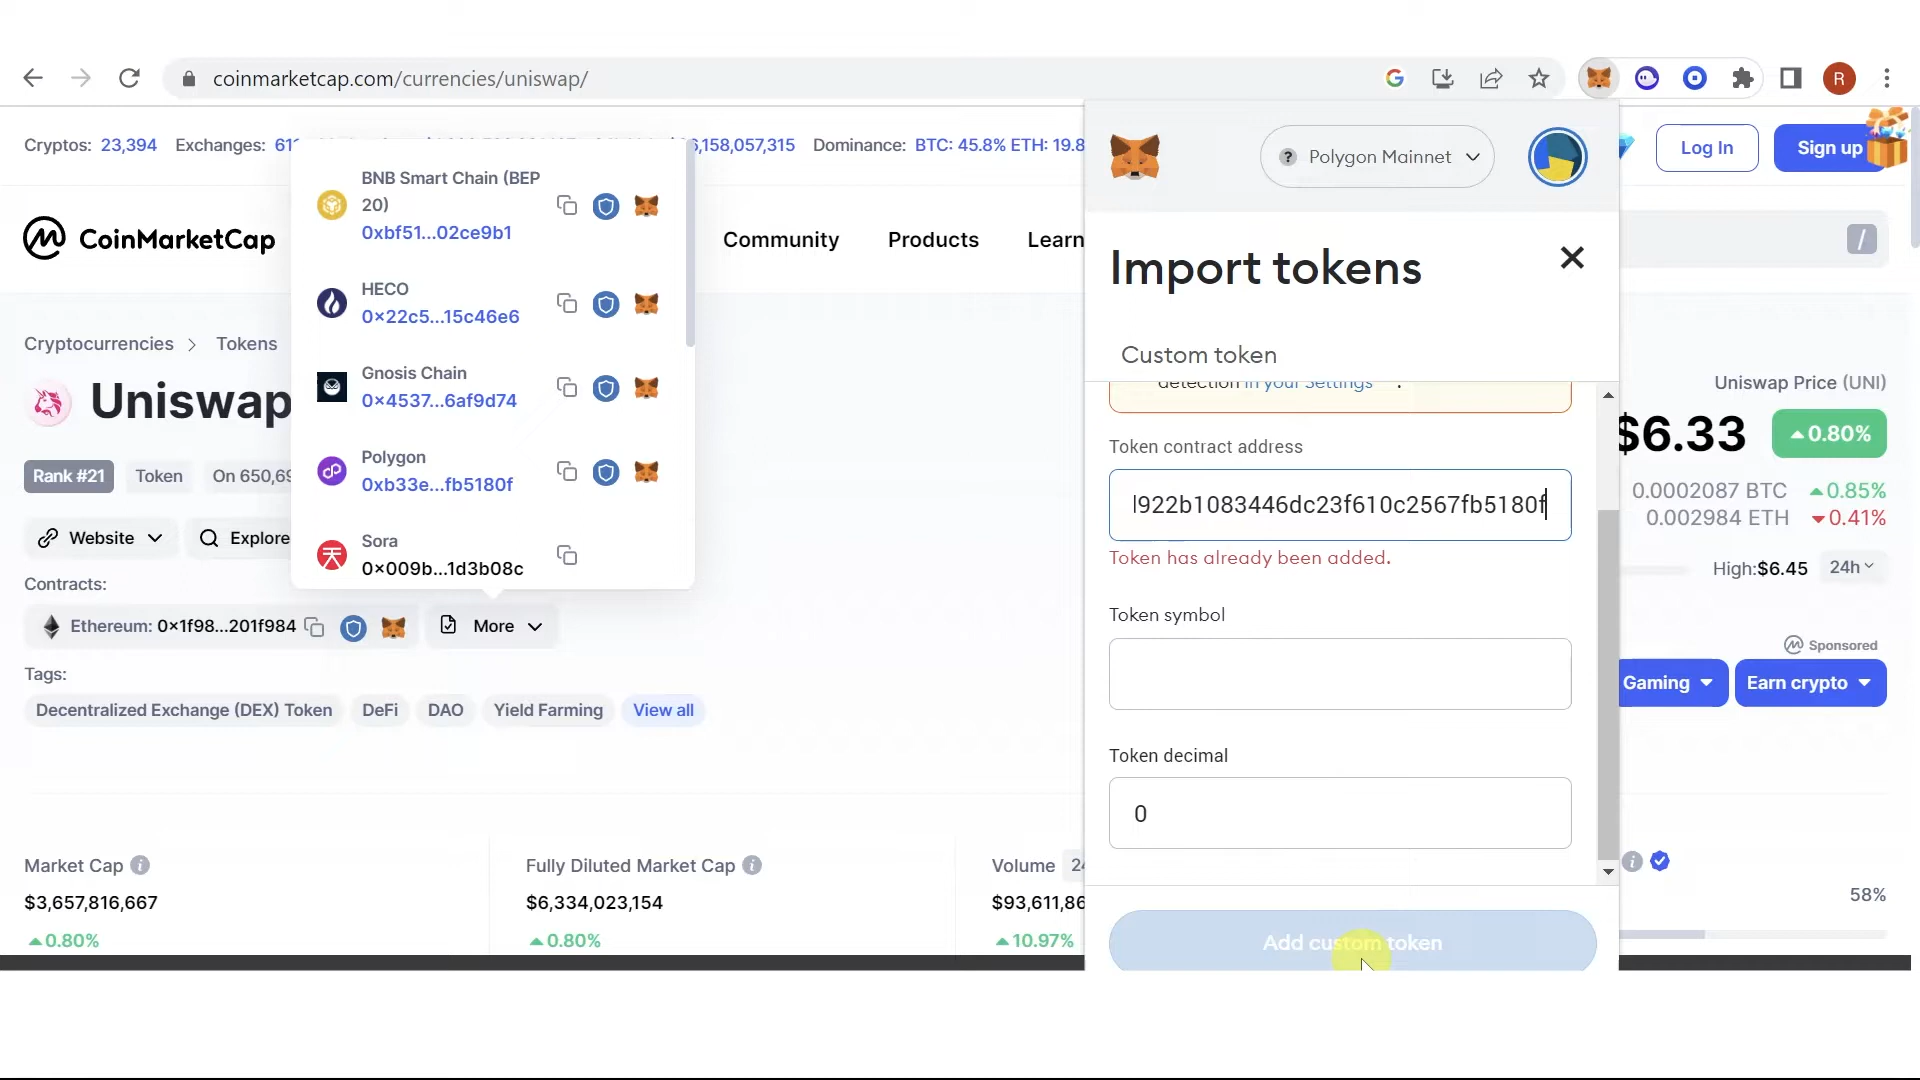 coinmarketcap.com/currencies/uniswap/
R
Cryptos: 23,394 Exchanges:
Dominance: BTC: 45.8% ETH: 19.8
Log In
Sign up
CoinMarketCap
Community
Products
Learn
/
Cryptocurrencies > Tokens
Uniswap
Rank #21
Token
Website
Contracts:
Ethereum: 0x1f98...201f984
More
Tags:
Decentralized Exchange (DEX) Token
DeFi
DAO
Yield Farming
View all
BNB Smart Chain (BEP
20)
0xbf51...02ce9b1
HECO
0x22c5...15c46e6
Gnosis Chain
0x4537...6af9d74
Polygon
0xb33e...fb5180f
Sora
0x009b...1d3b08c
? Polygon Mainnet
Import tokens
Custom token
detection in your Settings .
Token contract address
922b1083446dc23f610c2567fb5180f
Token has already been added.
Token symbol
Token decimal
0
Add custom token
Uniswap Price (UNI)
$6.33
0.80%
0.0002087 BTC 0.85%
0.002984 ETH 0.41%
High:$6.45
24h
Sponsored
Gaming
Earn crypto
Market Cap i
$3,657,816,667
0.80%
Fully Diluted Market Cap i
$6,334,023,154
0.80%
Volume
$93,611,86
10.97%
i
58%